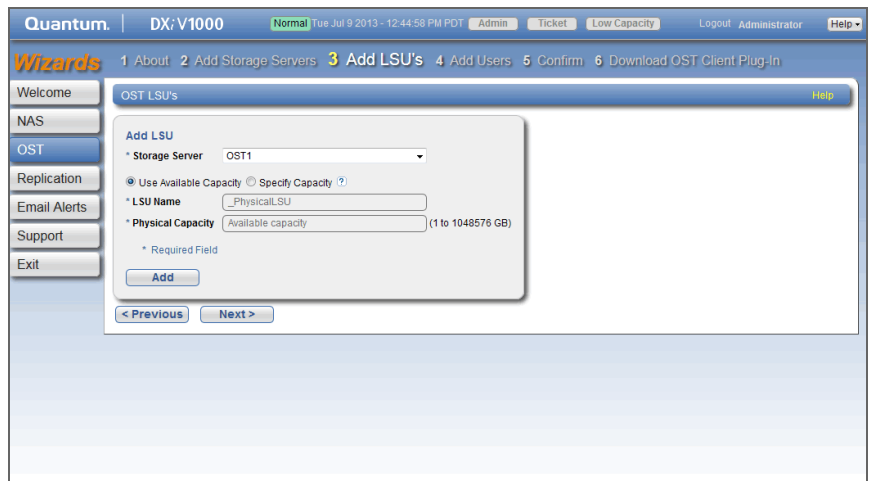 Quantum. DXi V1000 Normal Tue Jul 9 2013 - 12:44:58 PM PDT Admin Ticket Low Capacity Logout Administrator Help
Wizards 1 About 2 Add Storage Servers 3 Add LSU's 4 Add Users 5 Confirm 6 Download OST Client Plug-In
Welcome
NAS
OST
Replication
Email Alerts
Support
Exit
OST LSU's Help
Add LSU
* Storage Server OST1
Use Available Capacity Specify Capacity ?
* LSU Name _PhysicalLSU
* Physical Capacity Available capacity (1 to 1048576 GB)
* Required Field
Add
< Previous Next >